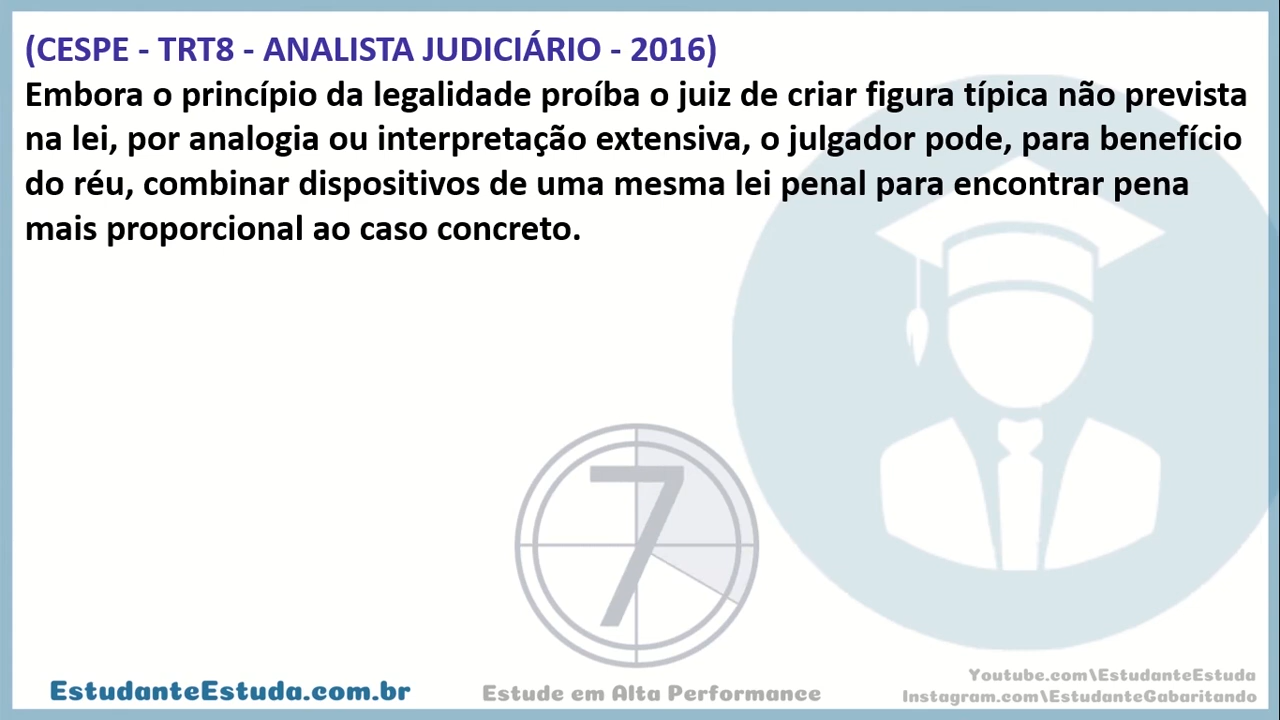 (CESPE - TRT8 - ANALISTA JUDICIÁRIO - 2016)
Embora o princípio da legalidade proíba o juiz de criar figura típica não prevista
na lei, por analogia ou interpretação extensiva, o julgador pode, para benefício
do réu, combinar dispositivos de uma mesma lei penal para encontrar pena
mais proporcional ao caso concreto.
7
EstudanteEstuda.com.br
Estude em Alta Performance
Youtube.com\EstudanteEstuda
Instagram.com\EstudanteGabaritando